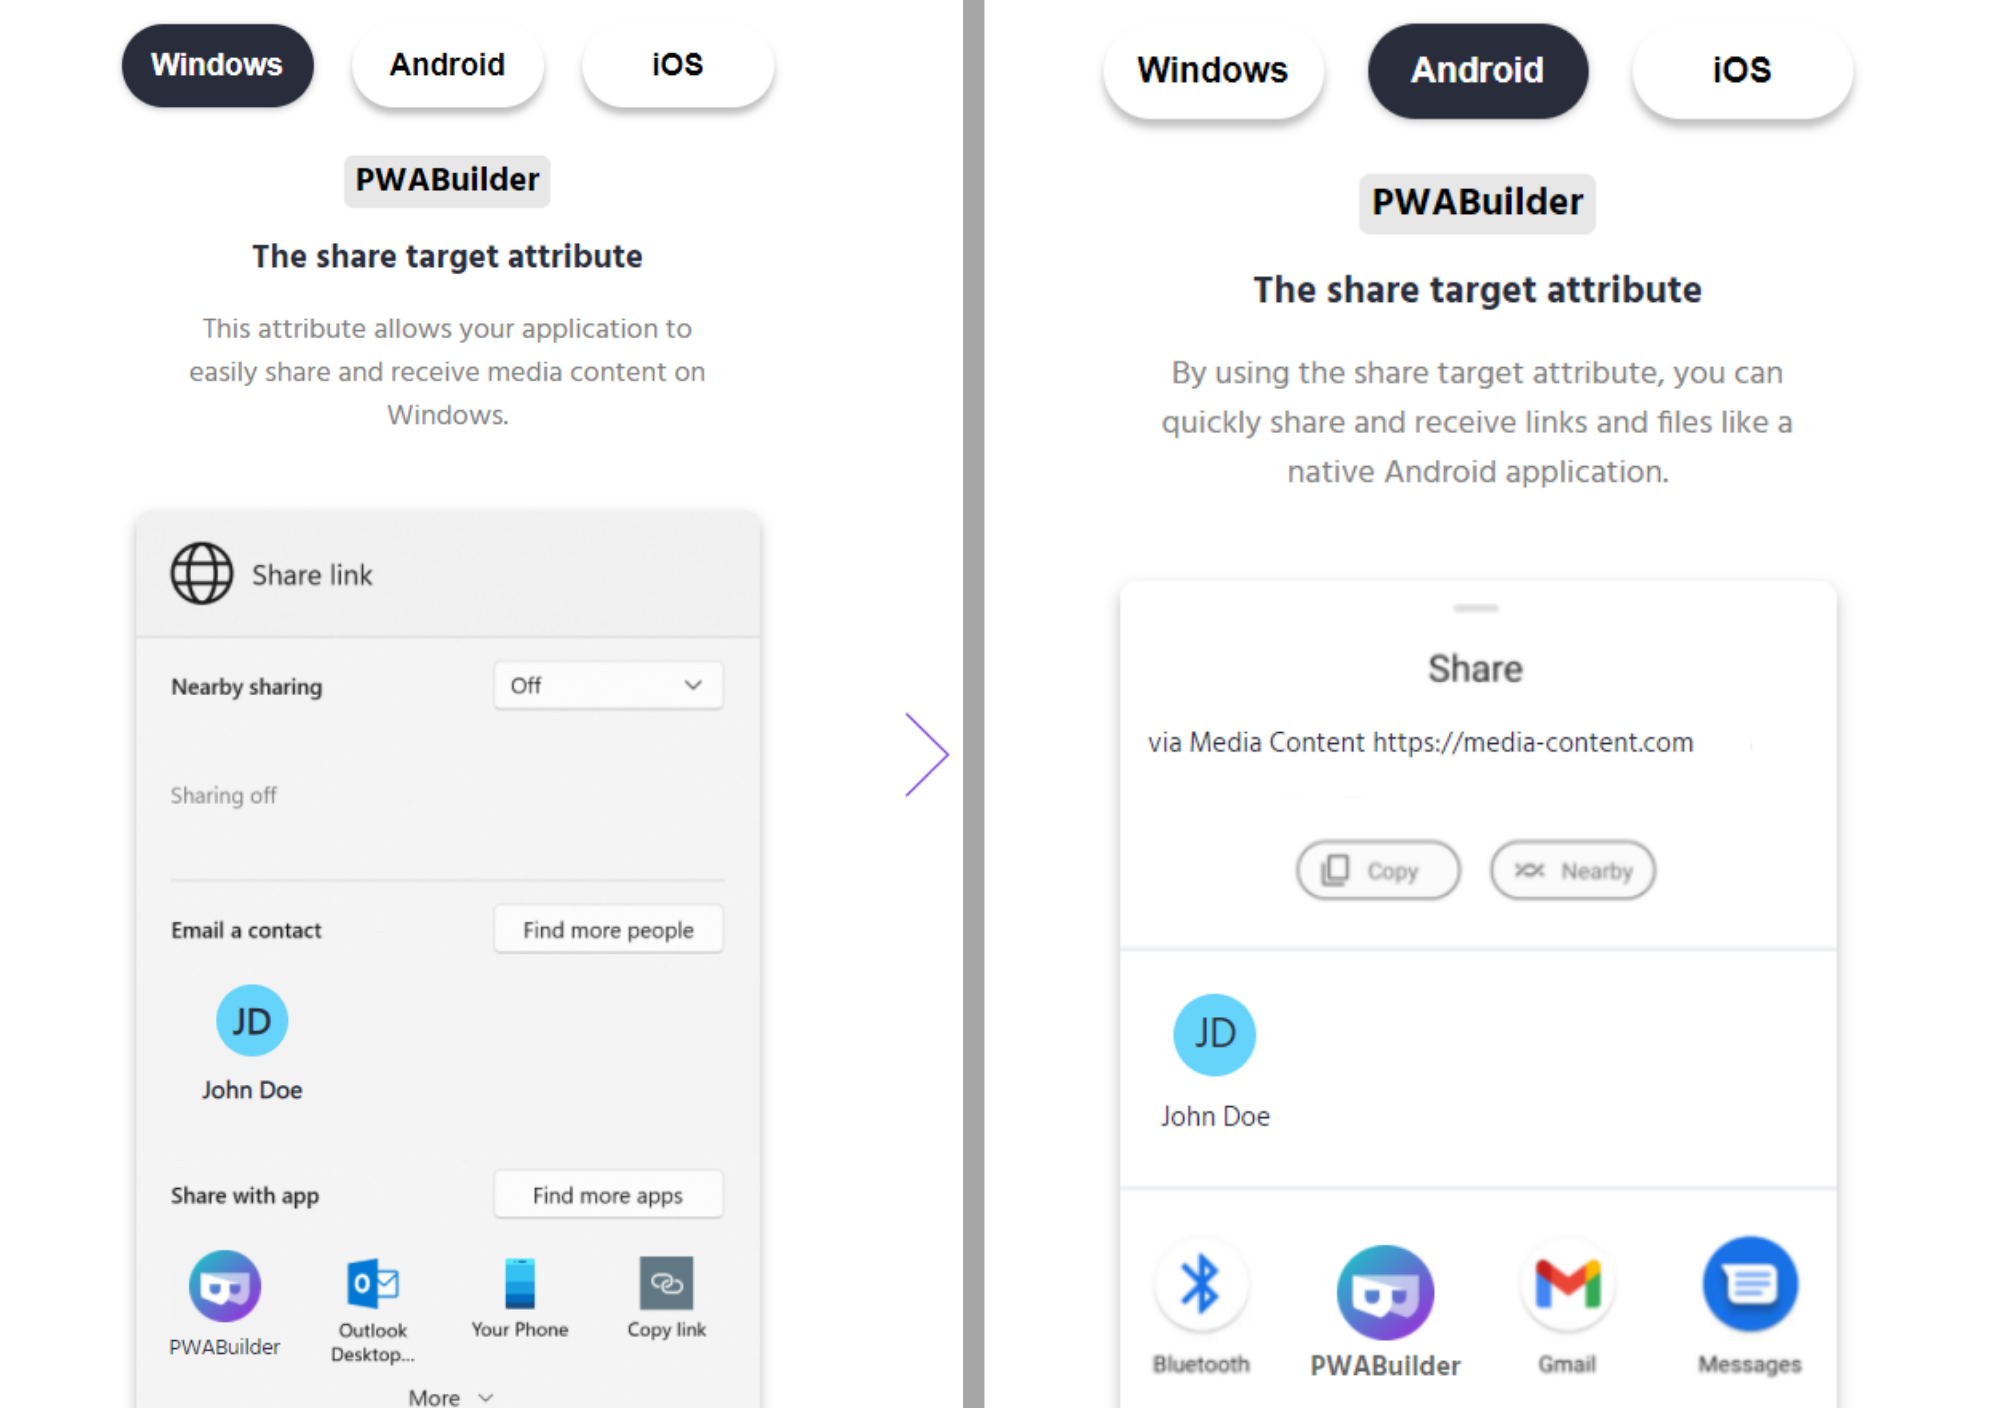 Windows
Android
iOS
PWABuilder
The share target attribute
This attribute allows your application to
easily share and receive media content on
Windows.
Share link
Nearby sharing
Off
Sharing off
Email a contact
Find more people
JD
John Doe
Share with app
Find more apps
PWABuilder
Outlook
Desktop...
Your Phone
Copy link
More
Windows
Android
iOS
PWABuilder
The share target attribute
By using the share target attribute, you can
quickly share and receive links and files like a
native Android application.
Share
via Media Content https://media-content.com
Copy
Nearby
JD
John Doe
Bluetooth
PWABuilder
Gmail
Messages